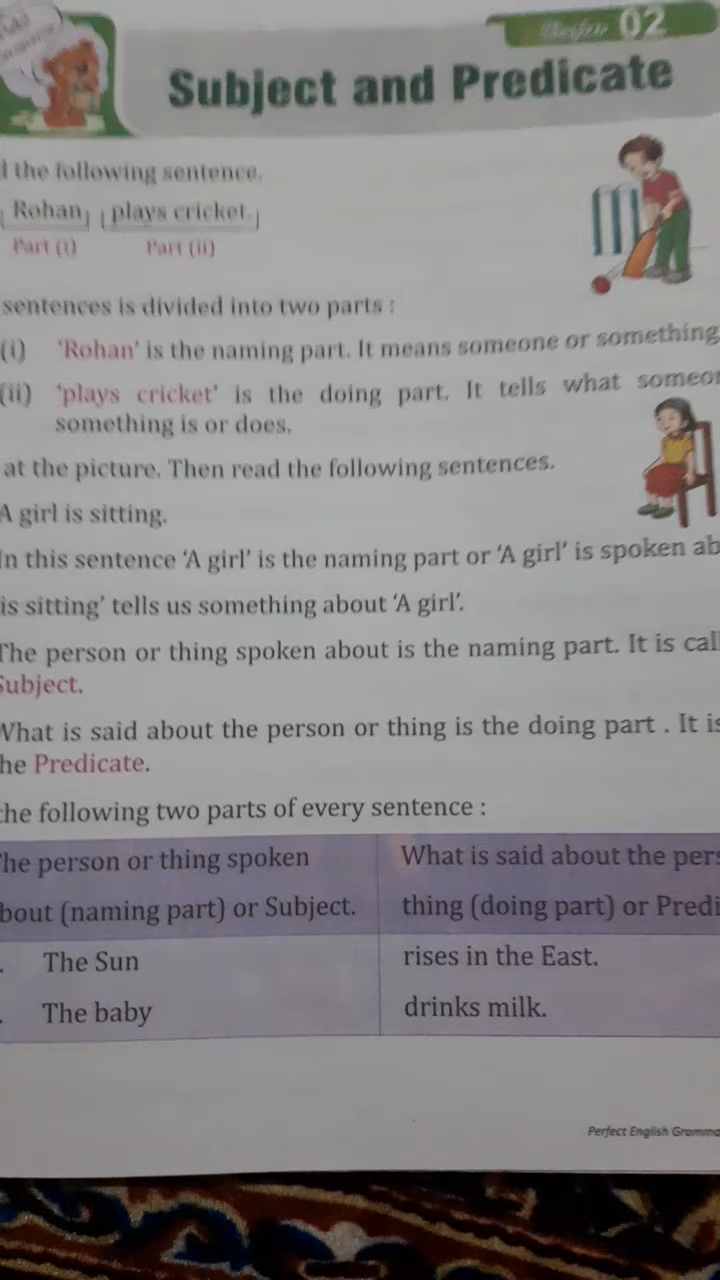 Chapter 02
Subject and Predicate
the following sentence.
Rohan plays cricket.
Part (i) Part (ii)
sentences is divided into two parts :
(i) ‘Rohan’ is the naming part. It means someone or something
(ii) ‘plays cricket’ is the doing part. It tells what
something is or does.
at the picture. Then read the following sentences.
A girl is sitting.
In this sentence ‘A girl’ is the naming part or ‘A girl’ is spoken
is sitting’ tells us something about ‘A girl’.
The person or thing spoken about is the naming part. It is
Subject.
What is said about the person or thing is the doing part . It is
he Predicate.
the following two parts of every sentence :
The person or thing spoken What is said about the
bout (naming part) or Subject. thing (doing part) or
The Sun rises in the East.
The baby drinks milk.
Perfect English